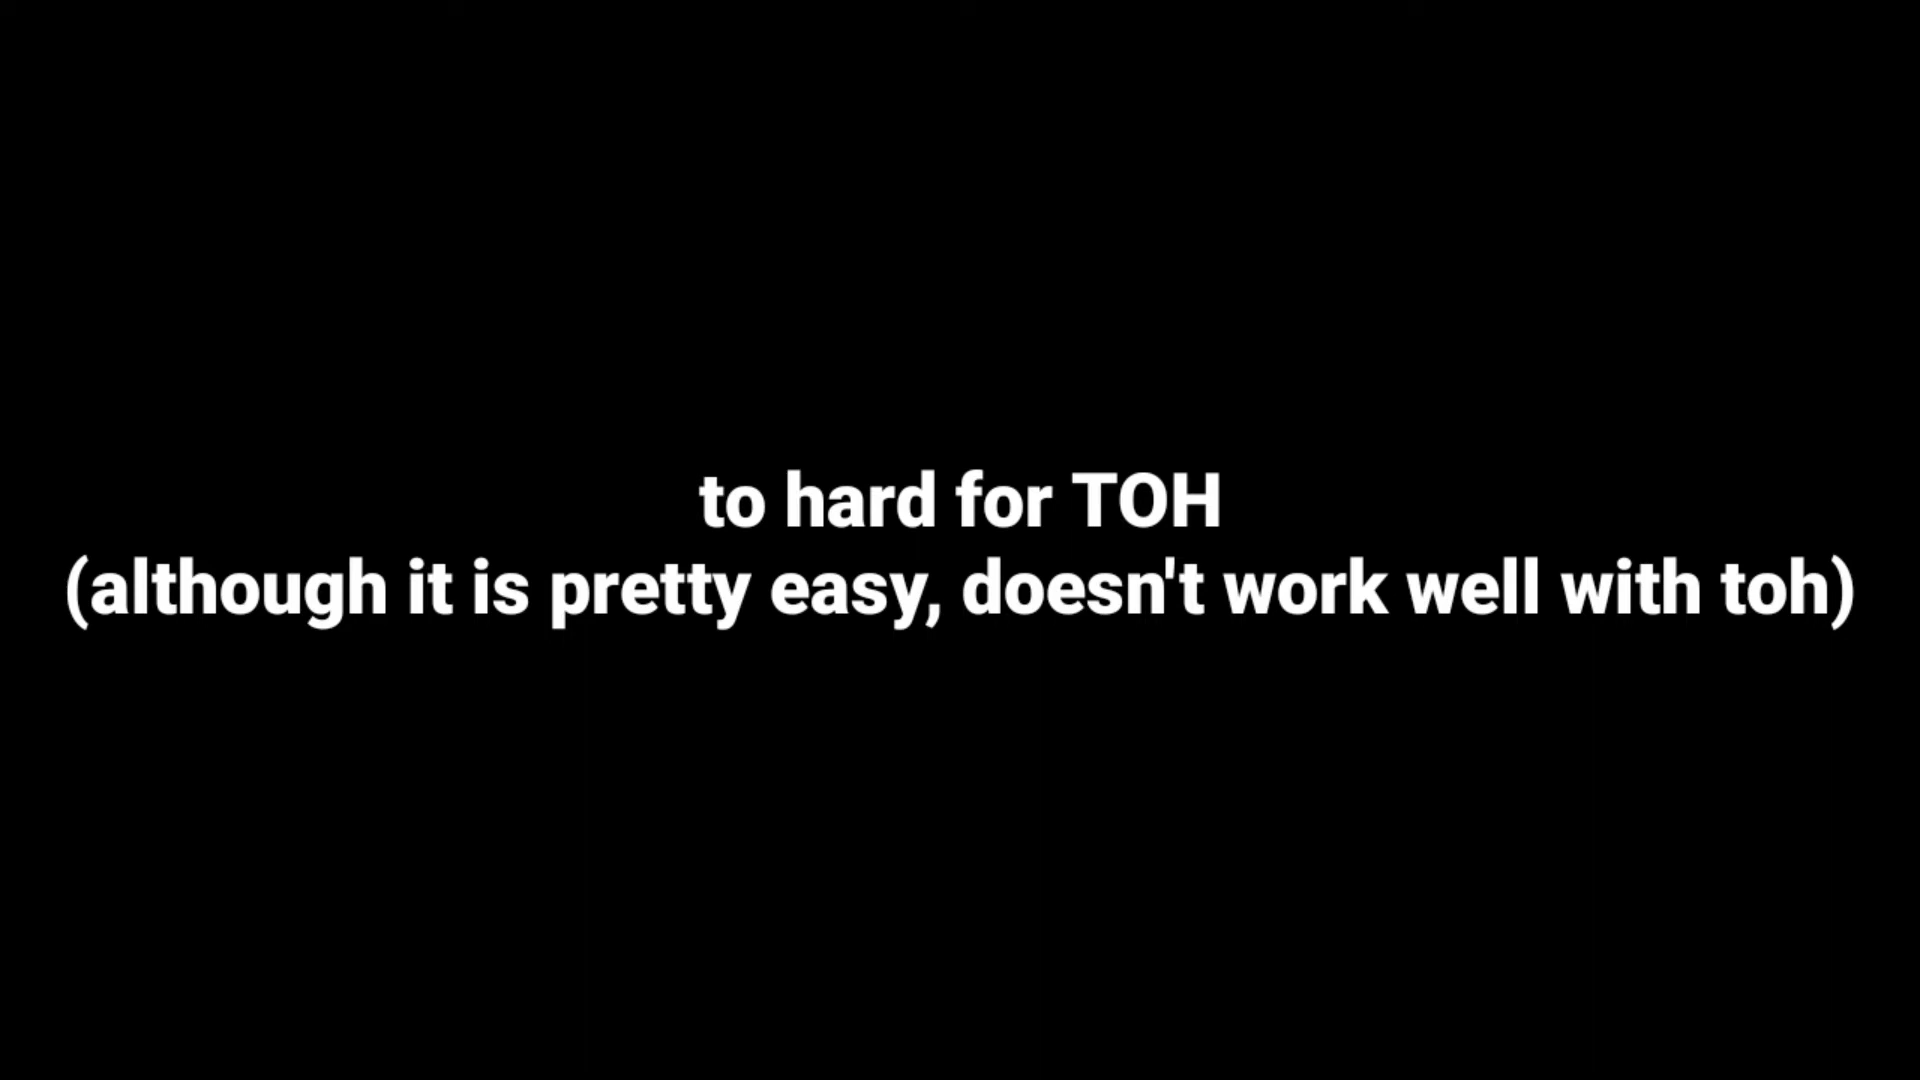 to hard for TOH
(although it is pretty easy, doesn't work well with toh)